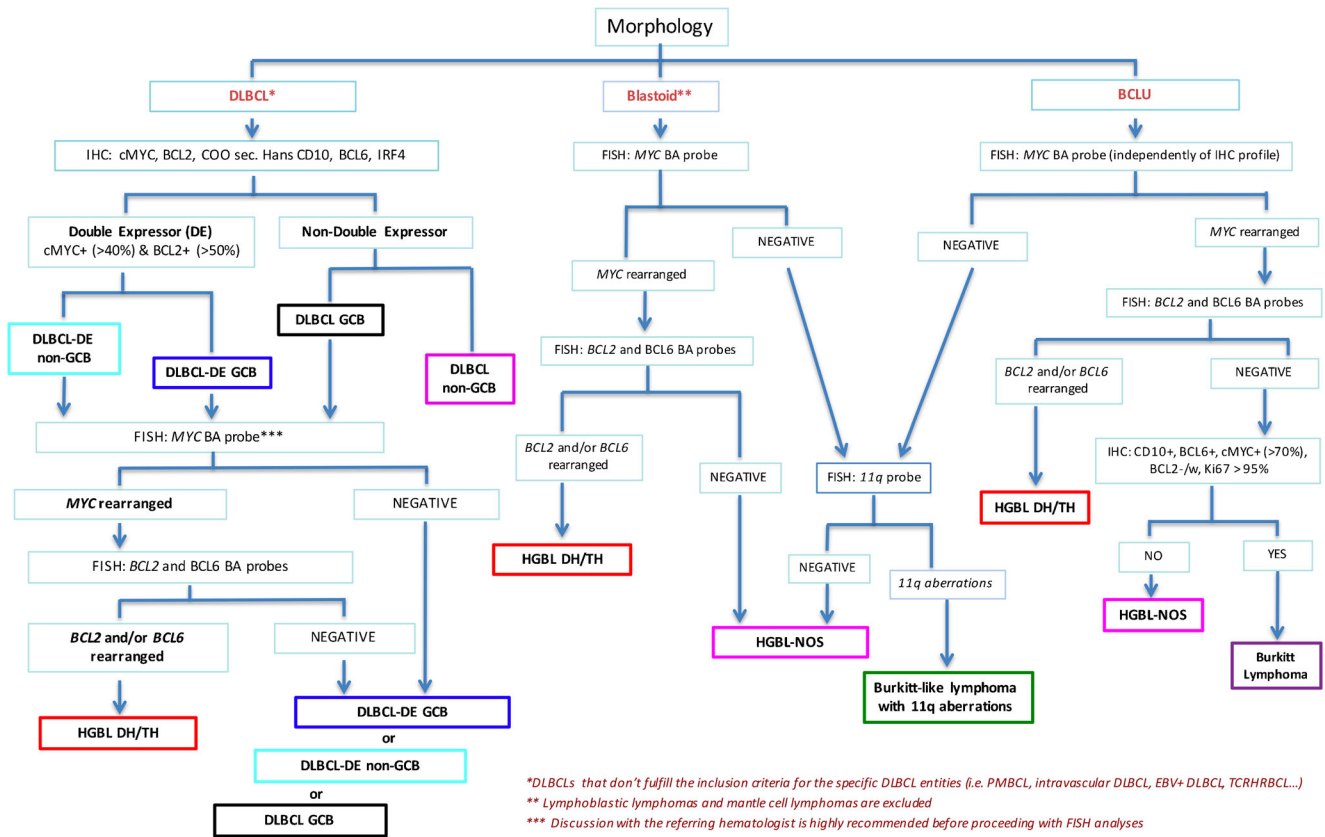 Morphology
DLBCL*
Blastoid**
BCLU
IHC: cMYC, BCL2, COO sec. Hans CD10, BCL6, IRF4
FISH: MYC BA probe
FISH: MYC BA probe (independently of IHC profile)
Double Expressor (DE)
cMYC+ (>40%) & BCL2+ (>50%)
Non-Double Expressor
NEGATIVE
NEGATIVE
MYC rearranged
MYC rearranged
DLBCL GCB
FISH: BCL2 and BCL6 BA probes
DLBCL-DE
non-GCB
DLBCL-DE GCB
DLBCL
non-GCB
FISH: BCL2 and BCL6 BA probes
BCL2 and/or BCL6
rearranged
NEGATIVE
FISH: MYC BA probe***
BCL2 and/or BCL6
rearranged
NEGATIVE
FISH: 11q probe
IHC: CD10+, BCL6+, cMYC+ (>70%),
BCL2-/w, Ki67 >95%
MYC rearranged
NEGATIVE
HGBL DH/TH
HGBL DH/TH
NEGATIVE
11q aberrations
NO
YES
FISH: BCL2 and BCL6 BA probes
BCL2 and/or BCL6
rearranged
NEGATIVE
HGBL-NOS
HGBL-NOS
Burkitt
Lymphoma
Burkitt-like lymphoma
with 11q aberrations
HGBL DH/TH
DLBCL-DE GCB
or
DLBCL-DE non-GCB
or
DLBCL GCB
*DLBCLs that don't fulfill the inclusion criteria for the specific DLBCL entities (i.e. PMBCL, intravascular DLBCL, EBV+ DLBCL, TCRHRBCL...)
** Lymphoblastic lymphomas and mantle cell lymphomas are excluded
*** Discussion with the referring hematologist is highly recommended before proceeding with FISH analyses